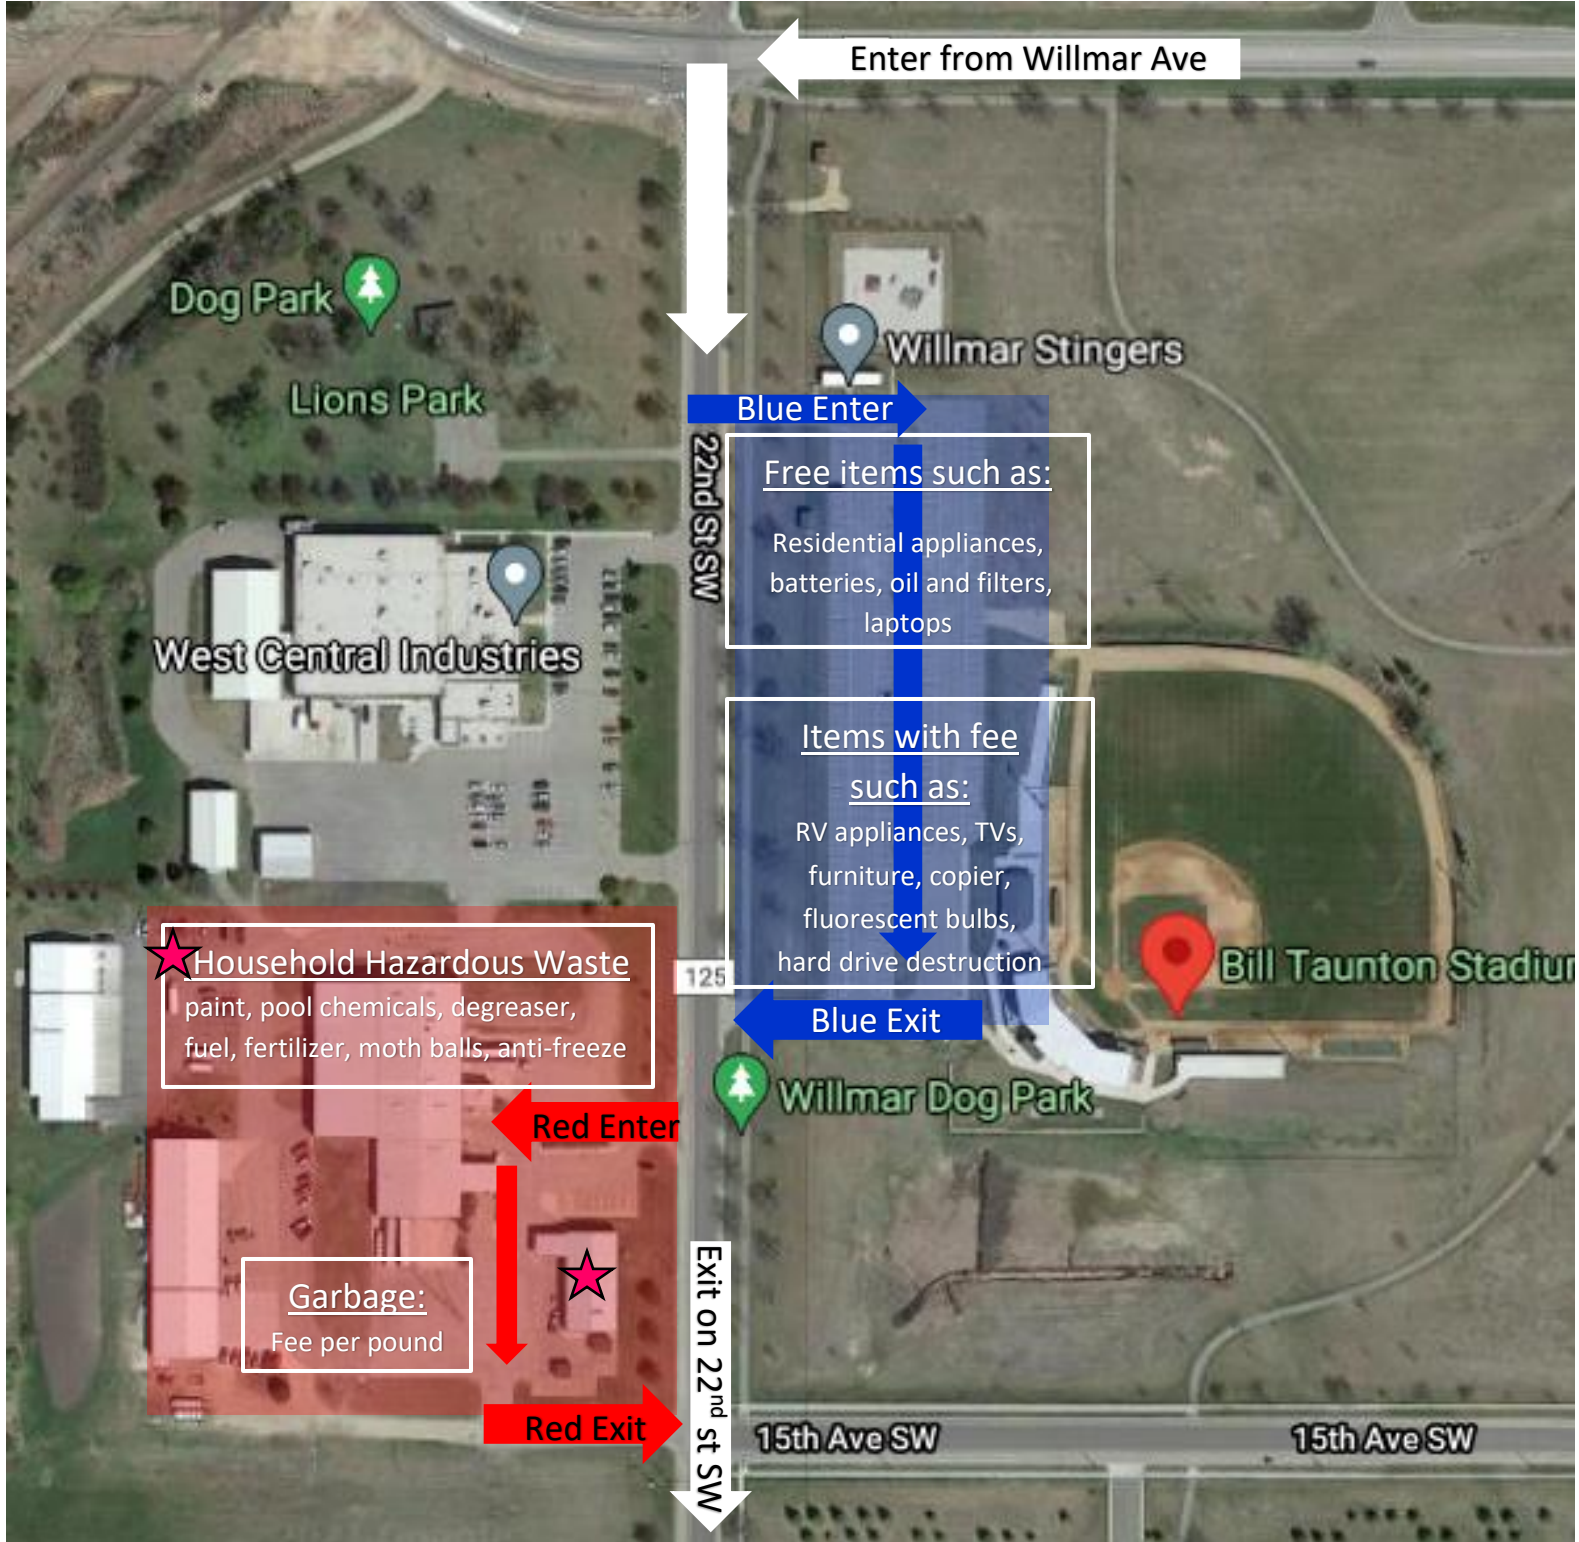 Enter from Willmar Ave
Dog Park
Willmar Stingers
Lions Park
Blue Enter
22nd St SW
Free items such as:
Residential appliances,
batteries, oil and filters,
laptops
West Central Industries
Items with fee
such as:
RV appliances, TVs,
furniture, copier,
fluorescent bulbs,
hard drive destruction
Household Hazardous Waste
paint, pool chemicals, degreaser,
fuel, fertilizer, moth balls, anti-freeze
125
Bill Taunton Stadium
Blue Exit
Willmar Dog Park
Red Enter
Garbage:
Fee per pound
Exit on 22nd st SW
Red Exit
15th Ave SW
15th Ave SW